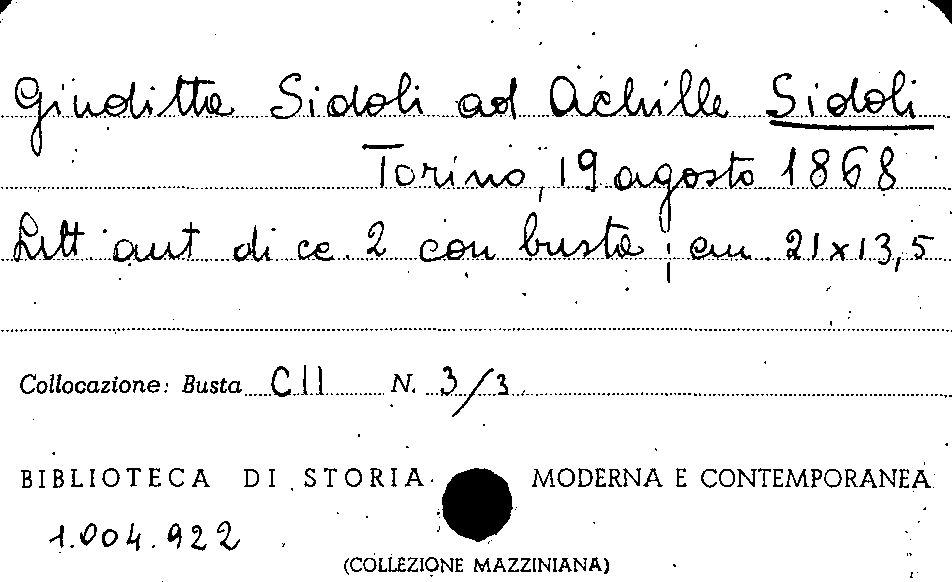 Giuditta Sidoli ad Achille Sidoli
Torino, 19 agosto 1868
Lett aut di cc. 2 con busta; cm. 21x13,5
Collocazione: Busta CII N. 3/3
BIBLIOTECA DI STORIA MODERNA E CONTEMPORANEA
1.004.922
(COLLEZIONE MAZZINIANA)